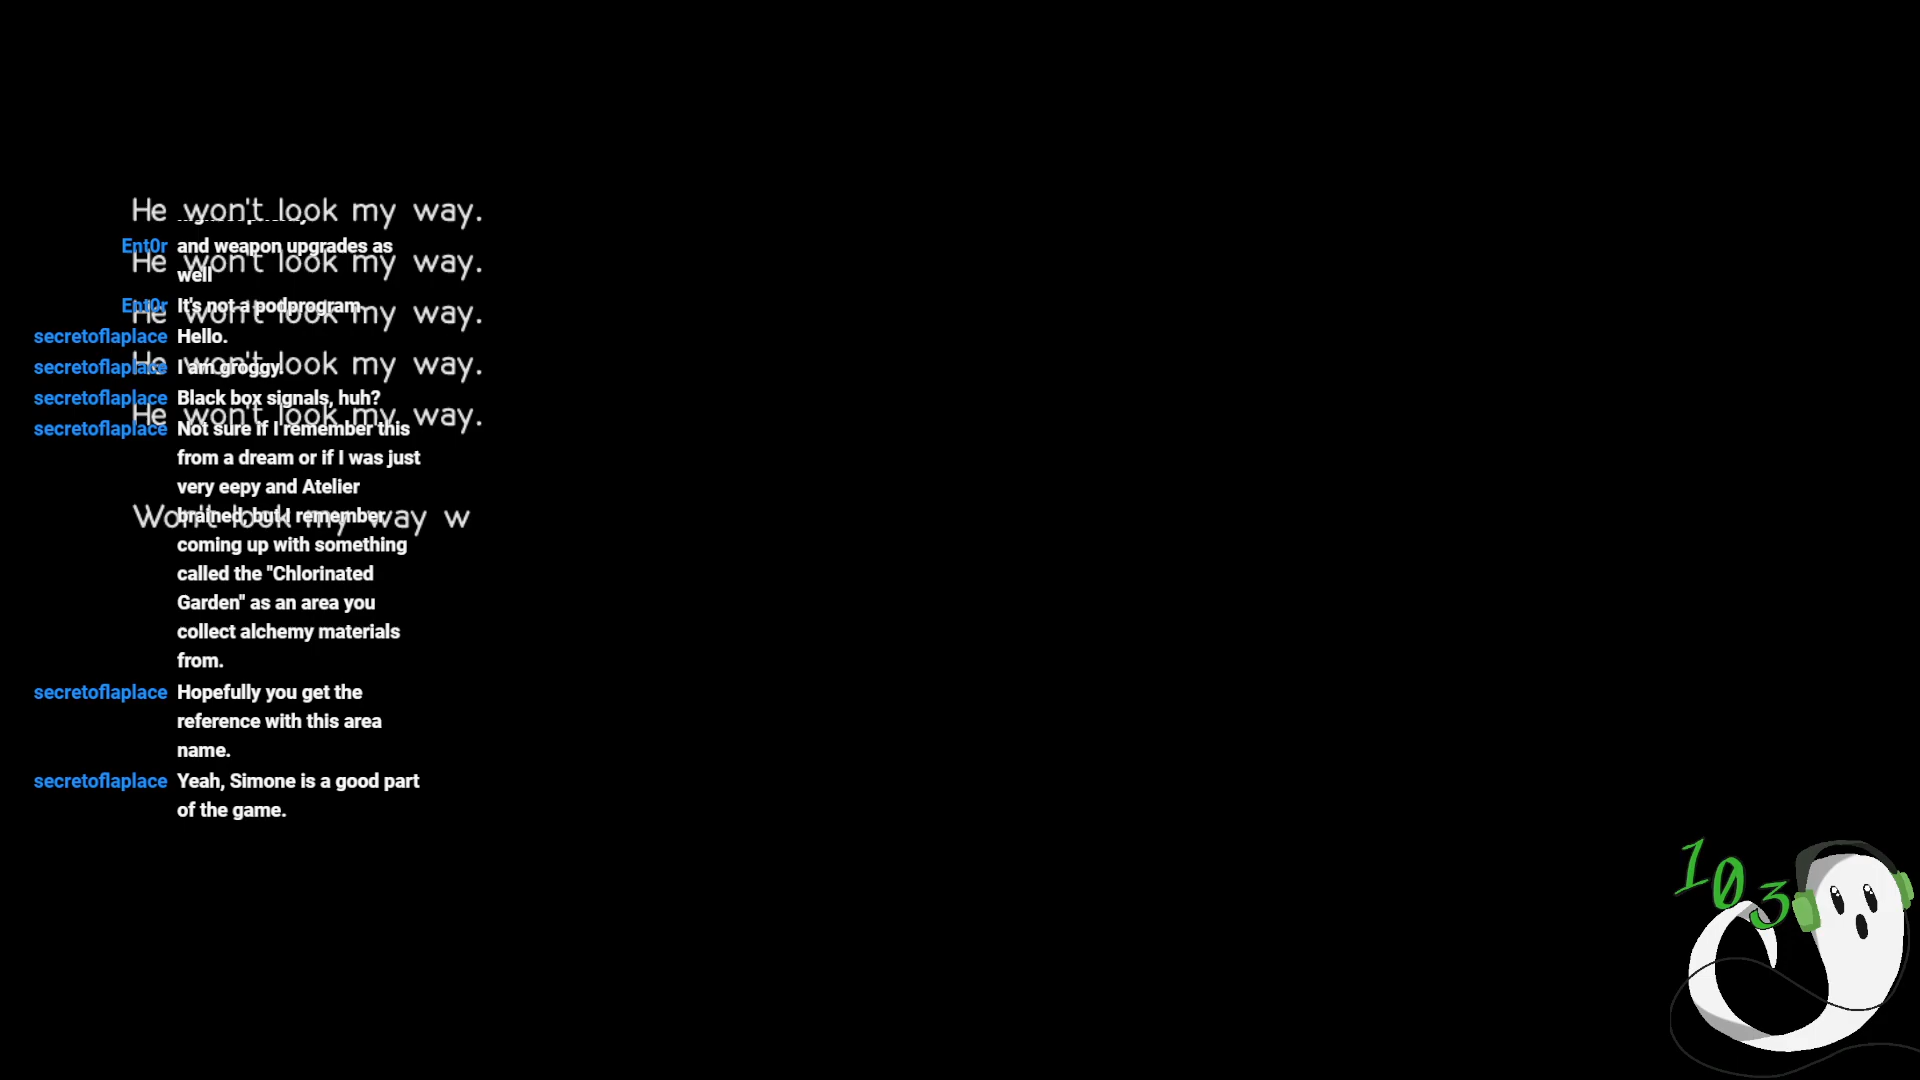 He won't look my way.
Ent0r and weapon upgrades as
well
He won't look my way.
Ent0r It's not a podprogram
He won't look my way.
secretoflaplace Hello.
secretoflaplace I am groggy.
He won't look my way.
secretoflaplace Black box signals, huh?
He won't look my way.
secretoflaplace Not sure if I remember this
from a dream or if I was just
very eepy and Atelier
brained, but I remember
Won't look my way w
coming up with something
called the "Chlorinated
Garden" as an area you
collect alchemy materials
from.
secretoflaplace Hopefully you get the
reference with this area
name.
secretoflaplace Yeah, Simone is a good part
of the game.
103